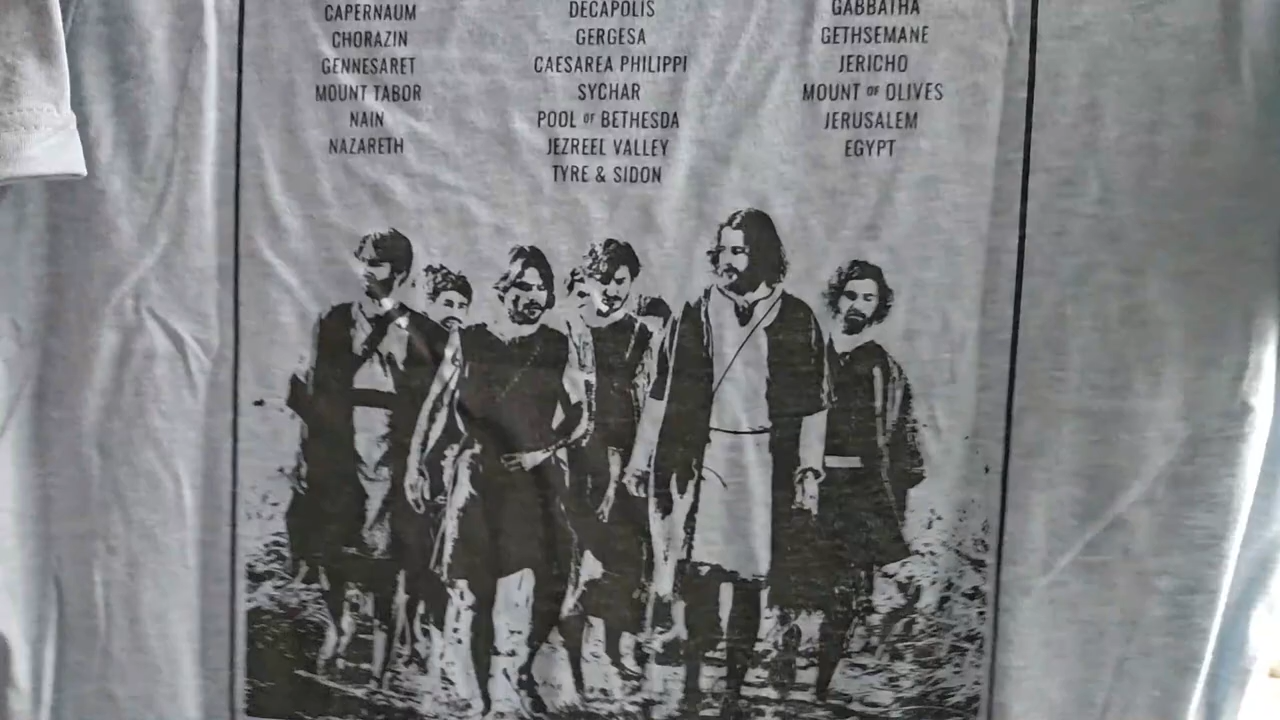 CAPERNAUM
CHORAZIN
GENNESARET
MOUNT TABOR
NAIN
NAZARETH
DECAPOLIS
GERGESA
CAESAREA PHILIPPI
SYCHAR
POOL OF BETHESDA
JEZREEL VALLEY
TYRE & SIDON
GABBATHA
GETHSEMANE
JERICHO
MOUNT OF OLIVES
JERUSALEM
EGYPT